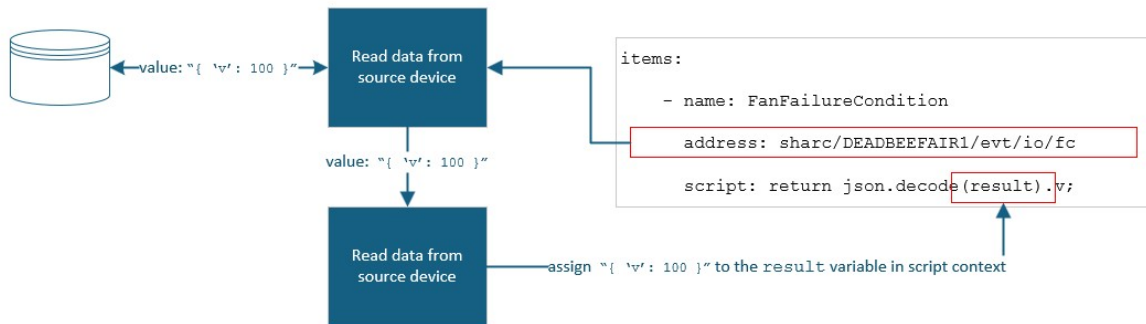 value: “{ ‘v’: 100 }”
Read data from
source device
value: “{ ‘v’: 100 }”
Read data from
source device
assign “{ ‘v’: 100 }” to the result variable in script context
items:
- name: FanFailureCondition
address: sharc/DEADBEEFAIR1/evt/io/fc
script: return json.decode(result).v;